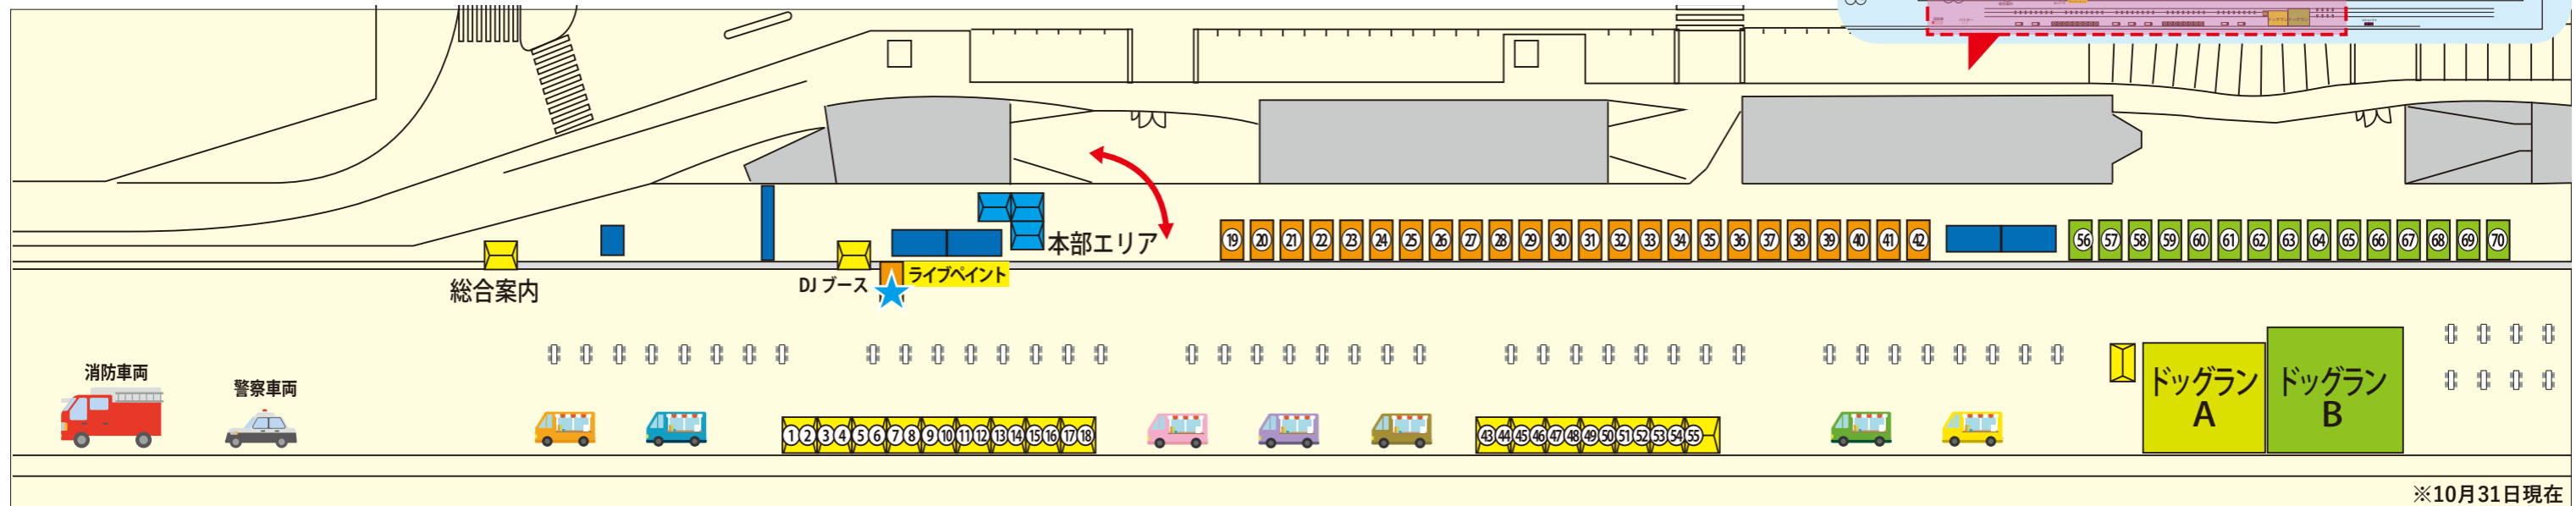 ⑲ ⑳ ㉑ ㉒ ㉓ ㉔ ㉕ ㉖ ㉗ ㉘ ㉙ ㉚ ㉛ ㉜ ㉝ ㉞ ㉟ ㊱ ㊲ ㊳ ㊴ ㊵ ㊶ ㊷
56 57 58 59 60 61 62 63 64 65 66 67 68 69 70
本部エリア
総合案内
DJ ブース
ライブペイント
消防車両
警察車両
① ② ③ ④ ⑤ ⑥ ⑦ ⑧ ⑨ ⑩ ⑪ ⑫ ⑬ ⑭ ⑮ ⑯ ⑰ ⑱
㊸ ㊹ ㊺ ㊻ ㊼ ㊽ ㊾ ㊿ 51 52 53 54 55
ドッグラン
A
ドッグラン
B
※10月31日現在